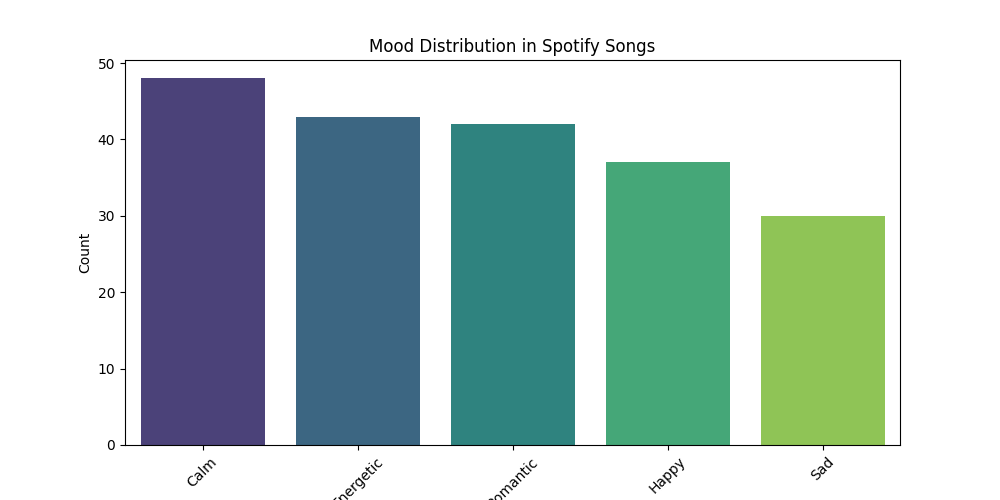 Mood Distribution in Spotify Songs
50
40
30
20
10
0
Count
Calm
Energetic
Romantic
Happy
Sad